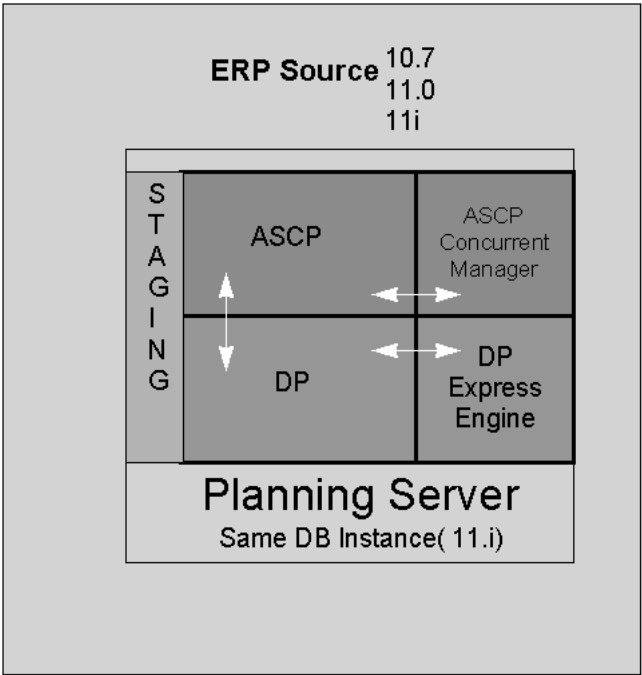 ERP Source 10.7
11.0
11i
STAGING
ASCP
ASCP
Concurrent
Manager
DP
DP
Express
Engine
Planning Server
Same DB Instance( 11.i)